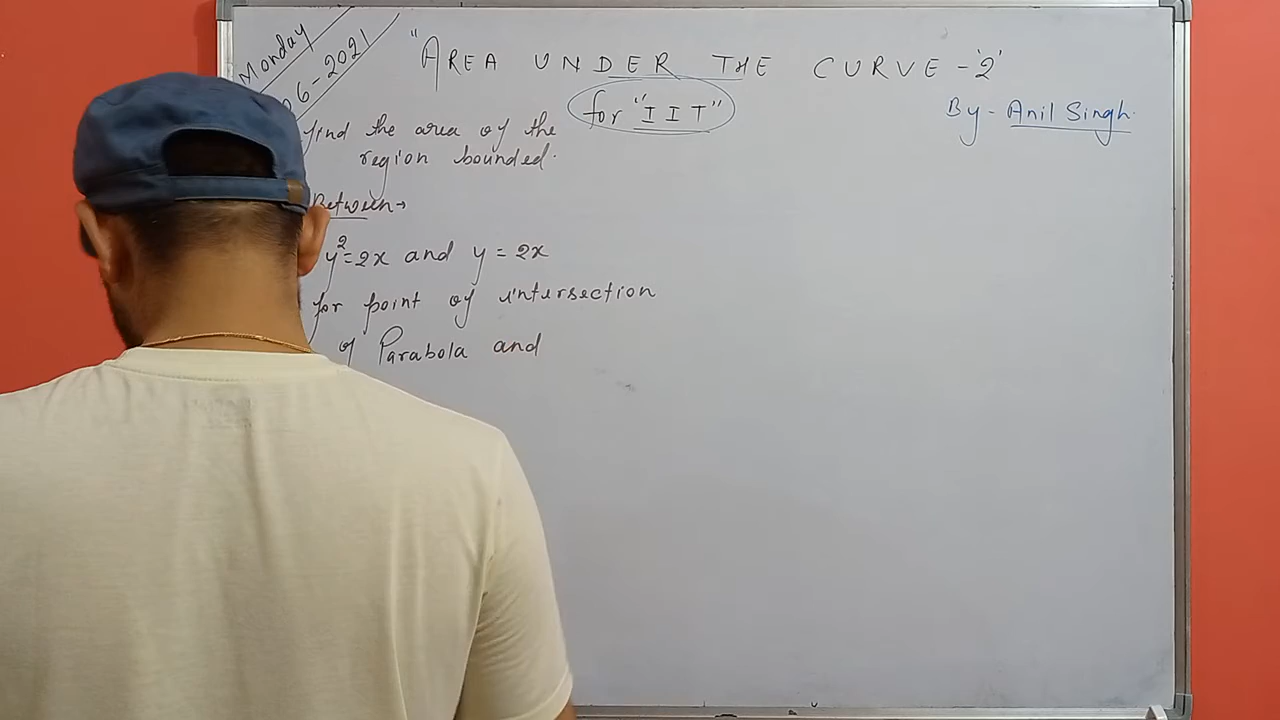 Monday
06-2021
"AREA UNDER THE CURVE-'2'
for "IIT"
By- Anil Singh.
find the area of the
region bounded.
Between→
y²=2x and y = 2x
for point of intersection
of Parabola and